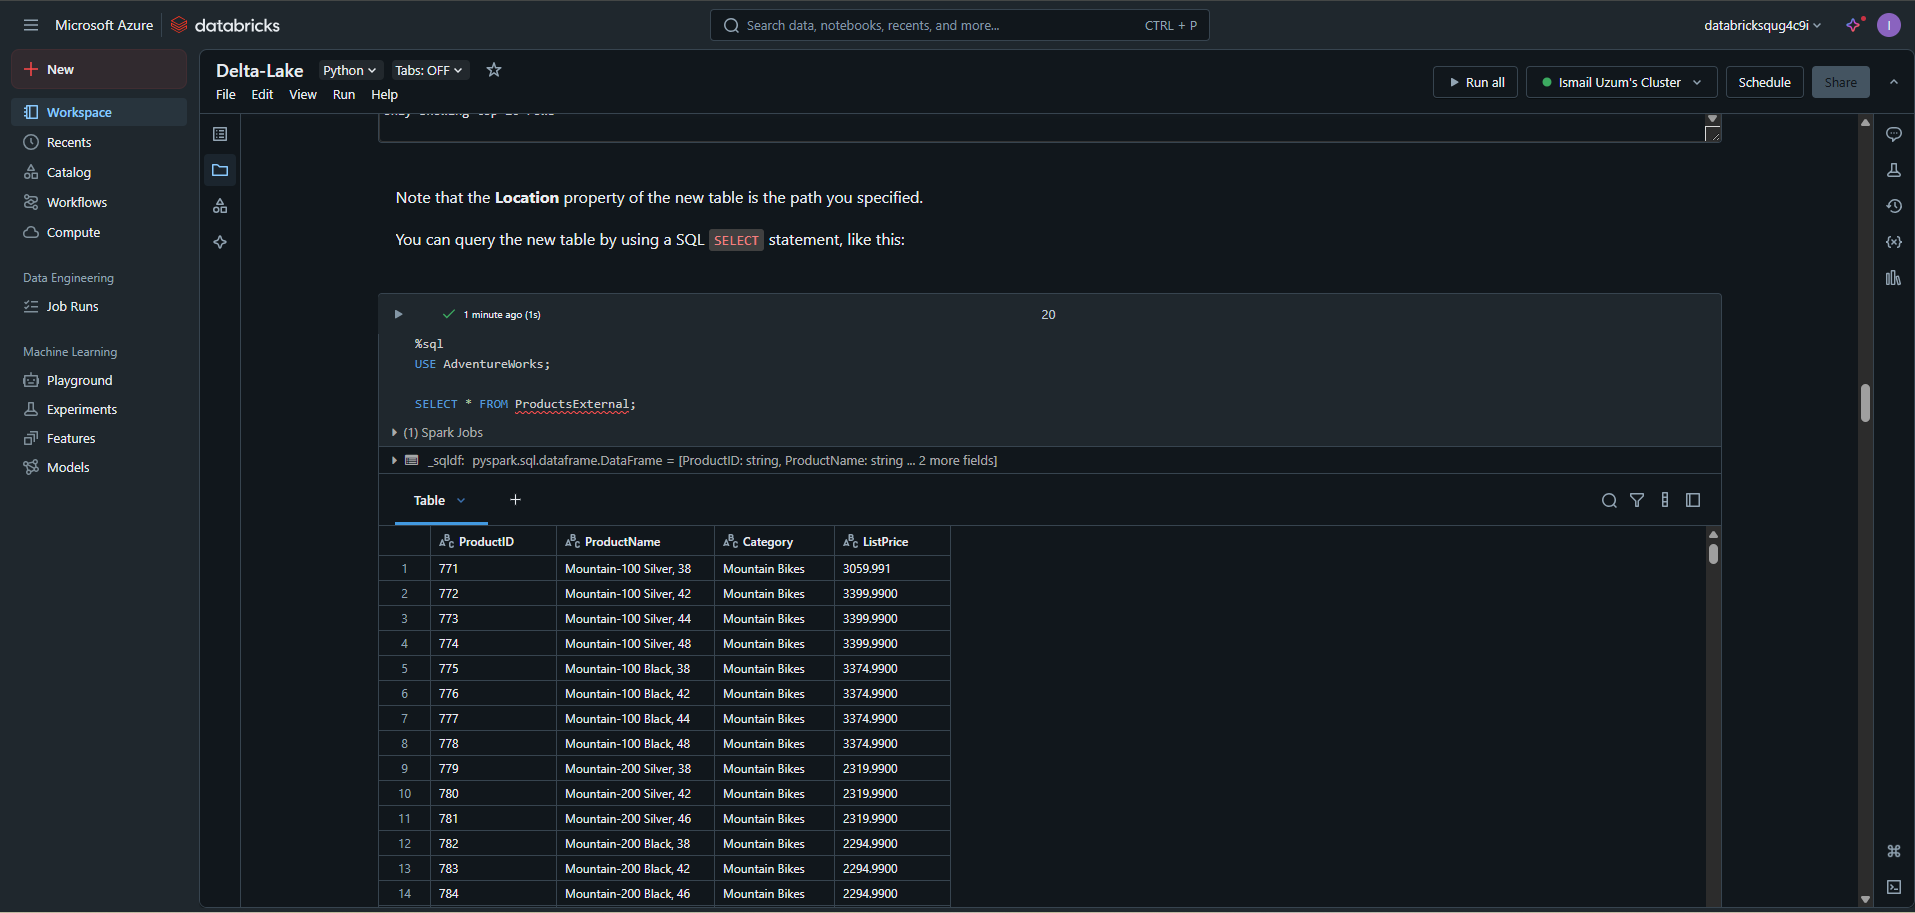 Microsoft Azure
databricks
Search data, notebooks, recents, and more...
CTRL + P
databricksqug4c9i
I
New
Workspace
Recents
Catalog
Workflows
Compute
Data Engineering
Job Runs
Machine Learning
Playground
Experiments
Features
Models
Delta-Lake
Python
Tabs: OFF
File Edit View Run Help
Run all
Ismail Uzum's Cluster
Schedule
Share
only showing top 20 rows
Note that the Location property of the new table is the path you specified.
You can query the new table by using a SQL SELECT statement, like this:
1 minute ago (1s)
20
%sql
USE AdventureWorks;
SELECT * FROM ProductsExternal;
(1) Spark Jobs
_sqldf: pyspark.sql.dataframe.DataFrame = [ProductID: string, ProductName: string ... 2 more fields]
Table +
ProductID ProductName Category ListPrice
1 771 Mountain-100 Silver, 38 Mountain Bikes 3059.991
2 772 Mountain-100 Silver, 42 Mountain Bikes 3399.9900
3 773 Mountain-100 Silver, 44 Mountain Bikes 3399.9900
4 774 Mountain-100 Silver, 48 Mountain Bikes 3399.9900
5 775 Mountain-100 Black, 38 Mountain Bikes 3374.9900
6 776 Mountain-100 Black, 42 Mountain Bikes 3374.9900
7 777 Mountain-100 Black, 44 Mountain Bikes 3374.9900
8 778 Mountain-100 Black, 48 Mountain Bikes 3374.9900
9 779 Mountain-200 Silver, 38 Mountain Bikes 2319.9900
10 780 Mountain-200 Silver, 42 Mountain Bikes 2319.9900
11 781 Mountain-200 Silver, 46 Mountain Bikes 2319.9900
12 782 Mountain-200 Black, 38 Mountain Bikes 2294.9900
13 783 Mountain-200 Black, 42 Mountain Bikes 2294.9900
14 784 Mountain-200 Black, 46 Mountain Bikes 2294.9900